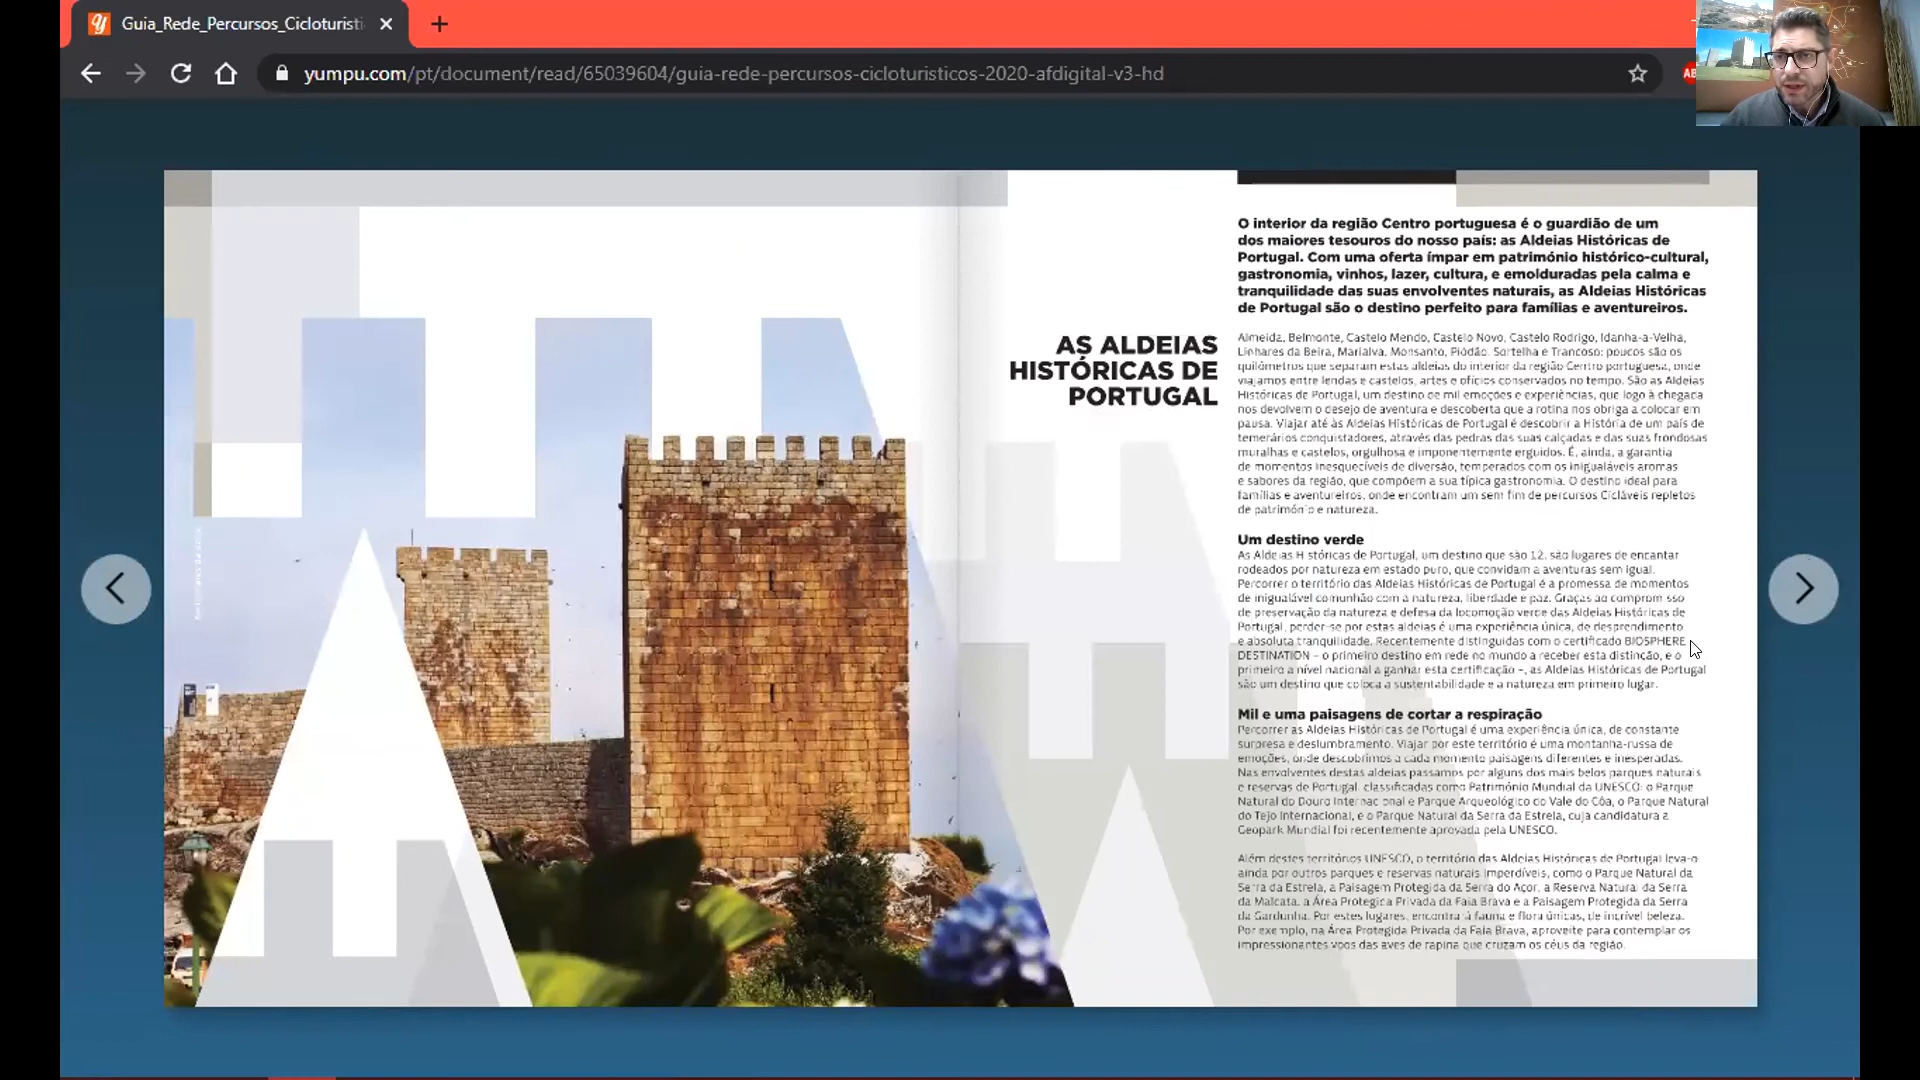 Guia_Rede_Percursos_Cicloturisti
yumpu.com/pt/document/read/65039604/guia-rede-percursos-cicloturisticos-2020-afdigital-v3-hd
AS ALDEIAS
HISTÓRICAS DE
PORTUGAL
O interior da região Centro portuguesa é o guardião de um
dos maiores tesouros do nosso país: as Aldeias Históricas de
Portugal. Com uma oferta ímpar em património histórico-cultural,
gastronomia, vinhos, lazer, cultura, e emolduradas pela calma e
tranquilidade das suas envolventes naturais, as Aldeias Históricas
de Portugal são o destino perfeito para famílias e aventureiros.
Almeida, Belmonte, Castelo Mendo, Castelo Novo, Castelo Rodrigo, Idanha-a-Velha,
Linhares da Beira, Marialva, Monsanto, Piódão, Sortelha e Trancoso: poucos são os
quilómetros que separam estas aldeias do interior da região Centro portuguesa, onde
viajamos entre lendas e castelos, artes e ofícios conservados no tempo. São as Aldeias
Históricas de Portugal, um destino de mil emoções e experiências, que logo à chegada
nos devolvem o desejo de aventura e descoberta que a rotina nos obriga a colocar em
pausa. Viajar até às Aldeias Históricas de Portugal é descobrir a História de um país de
temerários conquistadores, através das pedras das suas calçadas e das suas frondosas
muralhas e castelos, orgulhosa e imponentemente erguidos. É, ainda, a garantia
de momentos inesquecíveis de diversão, temperados com os inigualáveis aromas
e sabores da região, que compõem a sua típica gastronomia. O destino ideal para
famílias e aventureiros, onde encontram um sem fim de percursos Cicláveis repletos
de património e natureza.
Um destino verde
As Aldeias Históricas de Portugal, um destino que são 12, são lugares de encantar
rodeados por natureza em estado puro, que convidam a aventuras sem igual.
Percorrer o território das Aldeias Históricas de Portugal é a promessa de momentos
de inigualável comunhão com a natureza, liberdade e paz. Graças ao compromisso
de preservação da natureza e defesa da locomoção verde das Aldeias Históricas de
Portugal, perder-se por estas aldeias é uma experiência única, de desprendimento
e absoluta tranquilidade. Recentemente distinguidas com o certificado BIOSPHERE
DESTINATION – o primeiro destino em rede no mundo a receber esta distinção, e o
primeiro a nível nacional a ganhar esta certificação –, as Aldeias Históricas de Portugal
são um destino que coloca a sustentabilidade e a natureza em primeiro lugar.
Mil e uma paisagens de cortar a respiração
Percorrer as Aldeias Históricas de Portugal é uma experiência única, de constante
surpresa e deslumbramento. Viajar por este território é uma montanha-russa de
emoções, onde descobrimos a cada momento paisagens diferentes e inesperadas.
Nas envolventes destas aldeias passamos por alguns dos mais belos parques naturais
e reservas de Portugal, classificadas como Património Mundial da UNESCO: o Parque
Natural do Douro Internacional e Parque Arqueológico do Vale do Côa, o Parque Natural
do Tejo Internacional, e o Parque Natural da Serra da Estrela, cuja candidatura a
Geopark Mundial foi recentemente aprovada pela UNESCO.
Além destes territórios UNESCO, o território das Aldeias Históricas de Portugal leva-o
ainda por outros parques e reservas naturais imperdíveis, como o Parque Natural da
Serra da Estrela, a Paisagem Protegida da Serra do Açor, a Reserva Natural da Serra
da Malcata, a Área Protegida Privada da Faia Brava e a Paisagem Protegida da Serra
da Gardunha. Por estes lugares, encontrará fauna e flora únicas, de incrível beleza.
Por exemplo, na Área Protegida Privada da Faia Brava, aproveite para contemplar os
impressionantes voos das aves de rapina que cruzam os céus da região.